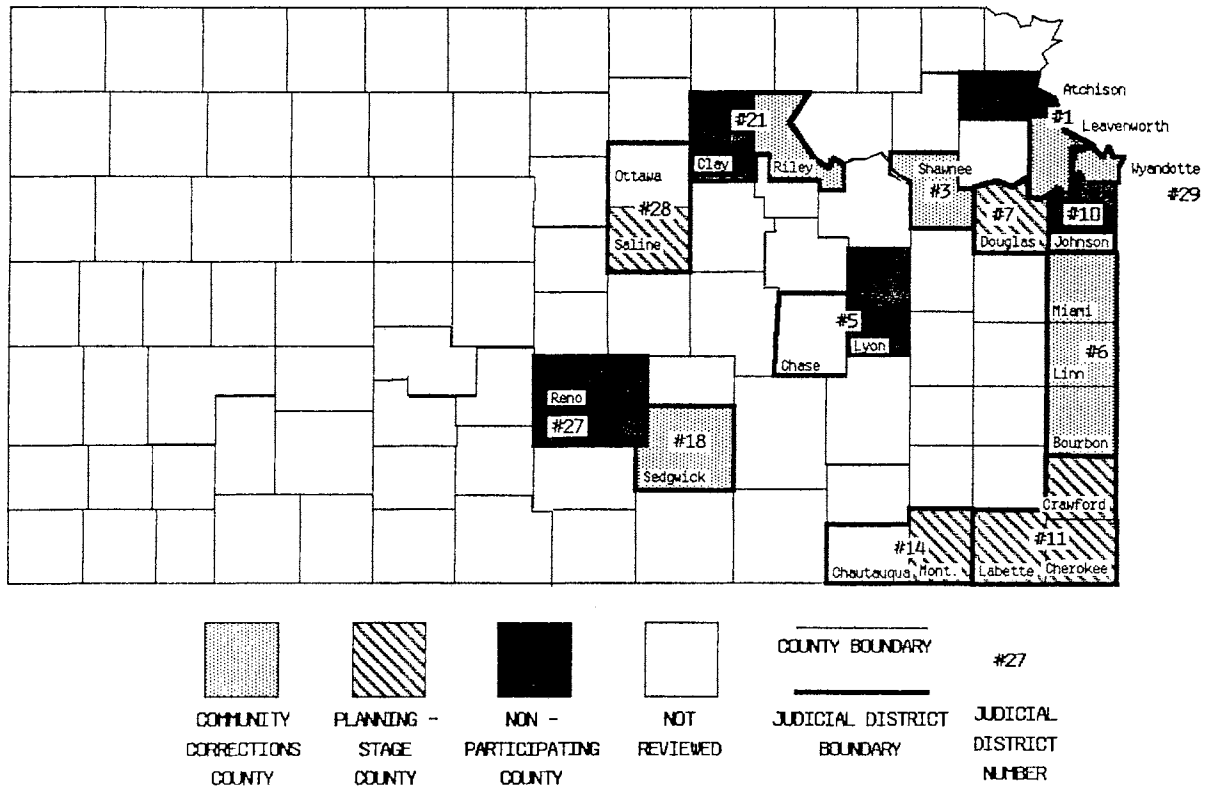 Atchison
#1
Leavenworth
#21
Clay
Riley
Shawnee
#3
Wyandotte
#29
Ottawa
#28
Saline
#7
Douglas
#10
Johnson
Miami
#6
Linn
Bourbon
#5
Lyon
Chase
Reno
#27
#18
Sedgwick
Crawford
#11
Labette
Cherokee
#14
Chautauqua
Mont.
COUNTY BOUNDARY
#27
COMMUNITY
CORRECTIONS
COUNTY
PLANNING -
STAGE
COUNTY
NON -
PARTICIPATING
COUNTY
NOT
REVIEWED
JUDICIAL DISTRICT
BOUNDARY
JUDICIAL
DISTRICT
NUMBER